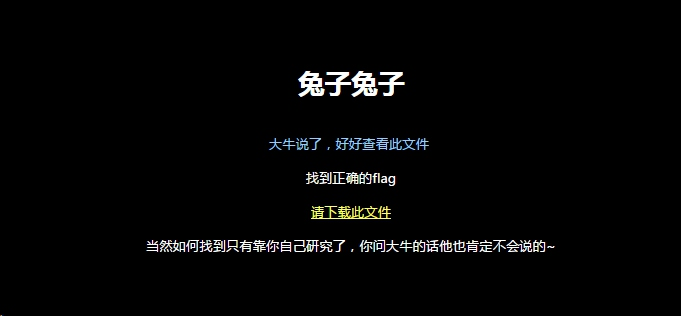 兔子兔子
大牛说了，好好查看此文件
找到正确的flag
请下载此文件
当然如何找到只有靠你自己研究了，你问大牛的话他也肯定不会说的~